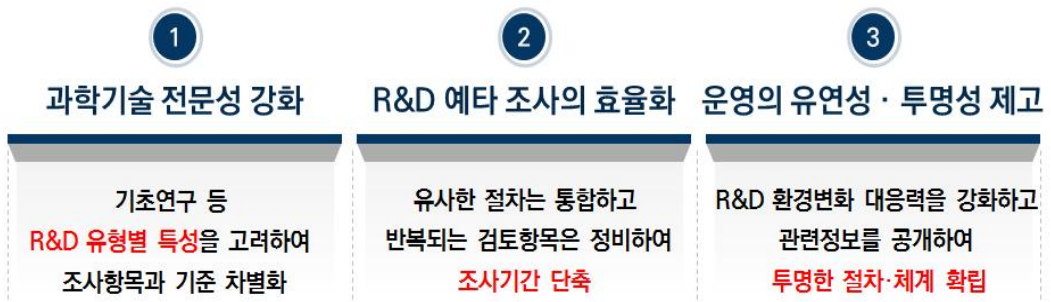 1
과학기술 전문성 강화
기초연구 등
R&D 유형별 특성을 고려하여
조사항목과 기준 차별화
2
R&D 예타 조사의 효율화
유사한 절차는 통합하고
반복되는 검토항목은 정비하여
조사기간 단축
3
운영의 유연성 · 투명성 제고
R&D 환경변화 대응력을 강화하고
관련정보를 공개하여
투명한 절차·체계 확립